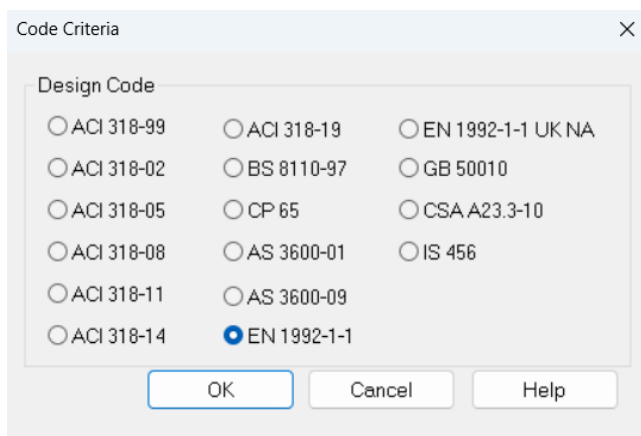 Code Criteria
Design Code
ACI 318-99
ACI 318-02
ACI 318-05
ACI 318-08
ACI 318-11
ACI 318-14
ACI 318-19
BS 8110-97
CP 65
AS 3600-01
AS 3600-09
EN 1992-1-1
EN 1992-1-1 UK NA
GB 50010
CSA A23.3-10
IS 456
OK
Cancel
Help